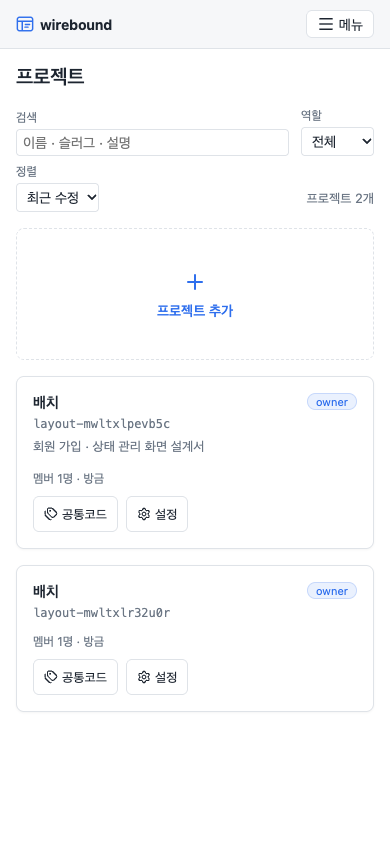 wirebound
메뉴
프로젝트
검색
역할
이름 · 슬러그 · 설명
전체
정렬
최근 수정
프로젝트 2개
프로젝트 추가
배치
owner
layout-mwltxlpevb5c
회원 가입 · 상태 관리 화면 설계서
멤버 1명 · 방금
공통코드
설정
배치
owner
layout-mwltxlr32u0r
멤버 1명 · 방금
공통코드
설정